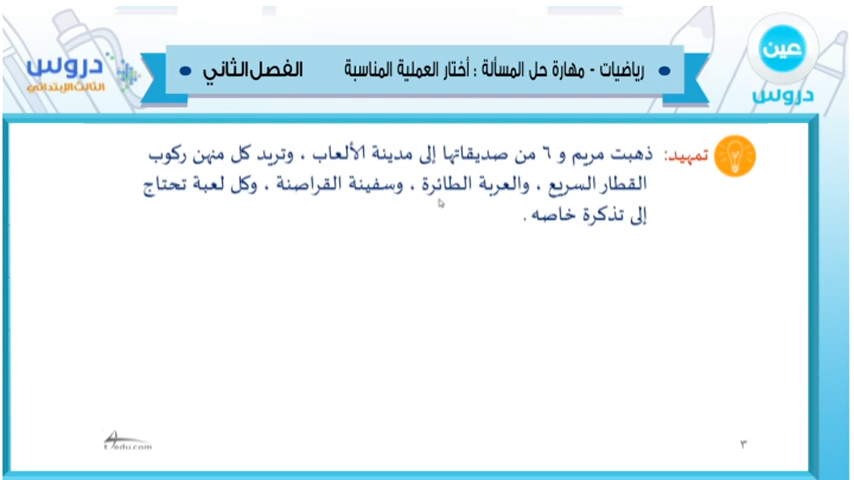 عين
دروس
رياضيات - مهارة حل المسألة : أختار العملية المناسبة الفصل الثاني
دروس
الثالث الإبتدائي
تمهيد: ذهبت مريم و ٦ من صديقاتها إلى مدينة الألعاب ، وتريد كل منهن ركوب
القطار السريع ، والعربة الطائرة ، وسفينة القراصنة ، وكل لعبة تحتاج
إلى تذكرة خاصه .
٣
t4edu.com